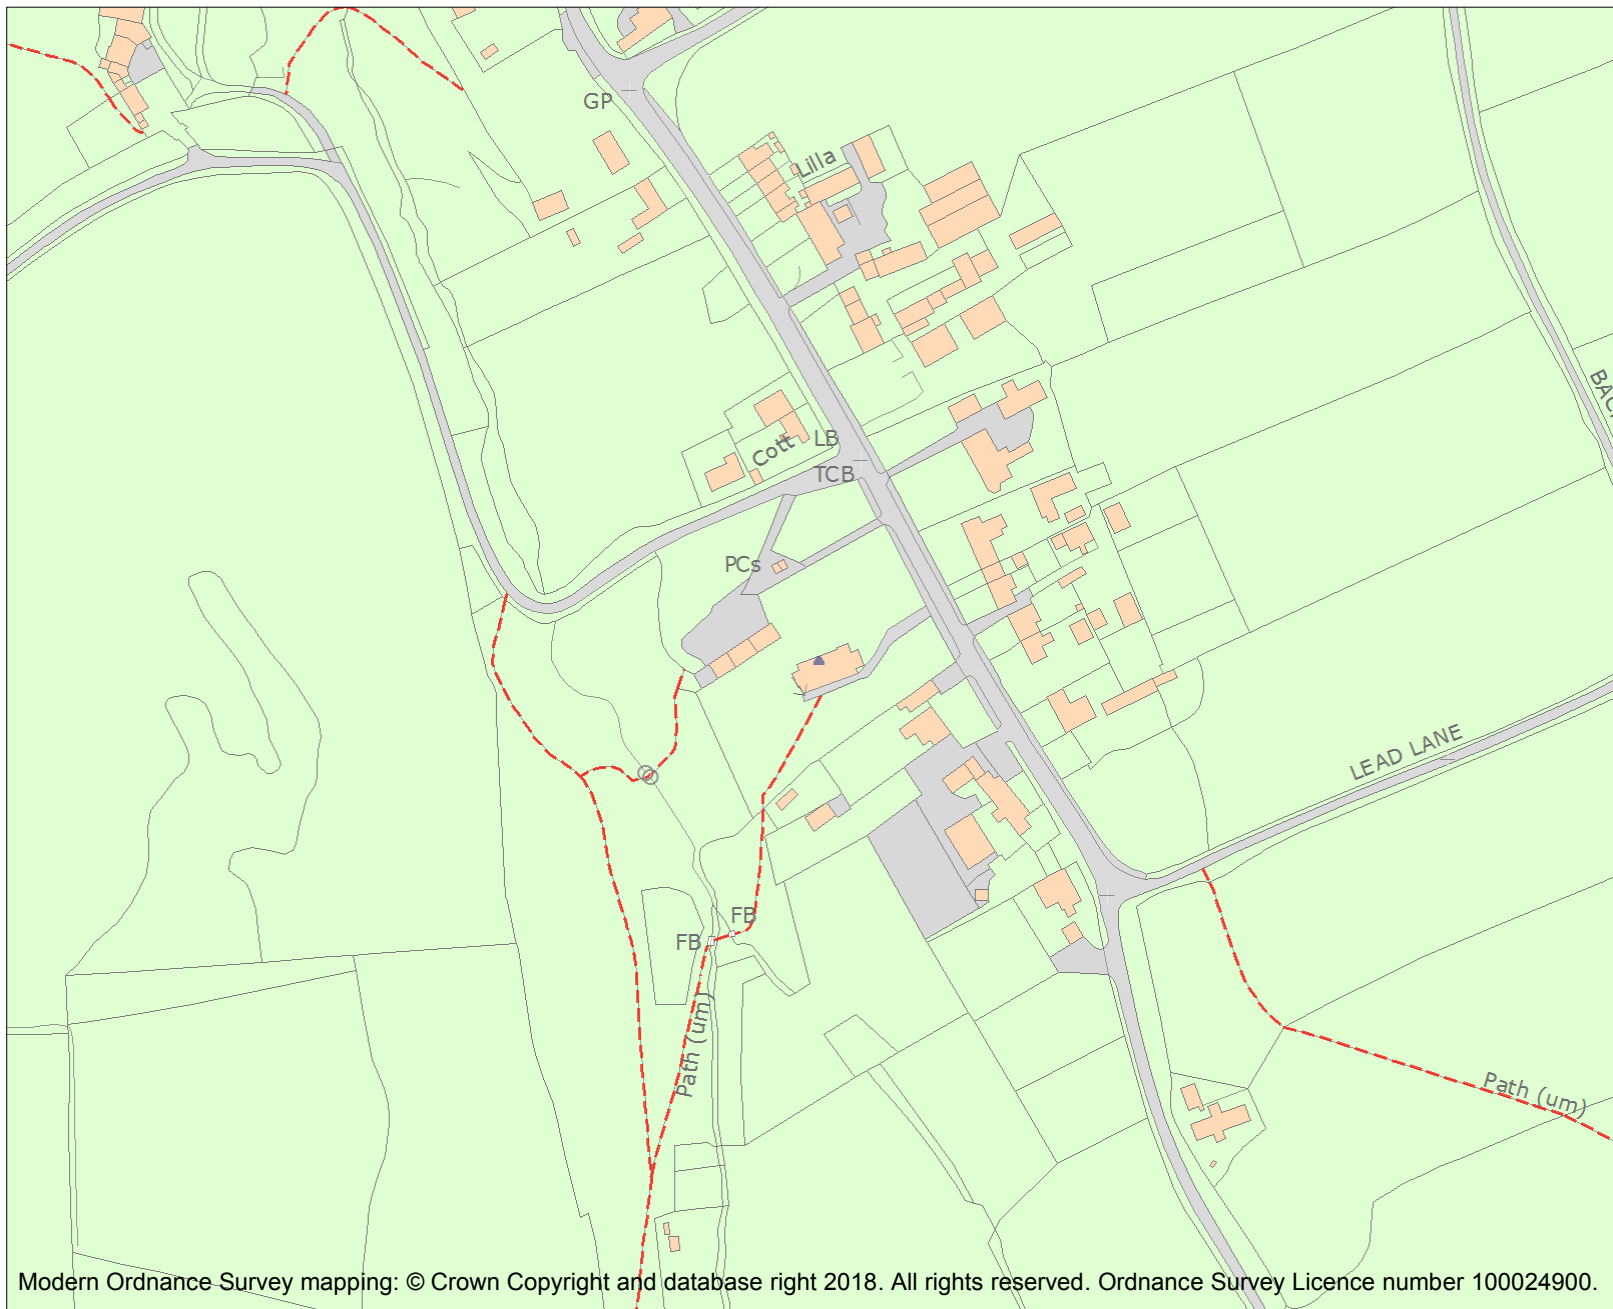 GP
Lilla
BAC
LB
Cott
TCB
PCs
LEAD LANE
FB
FB
Path (um)
Path (um)
Modern Ordnance Survey mapping: © Crown Copyright and database right 2018. All rights reserved. Ordnance Survey Licence number 100024900.